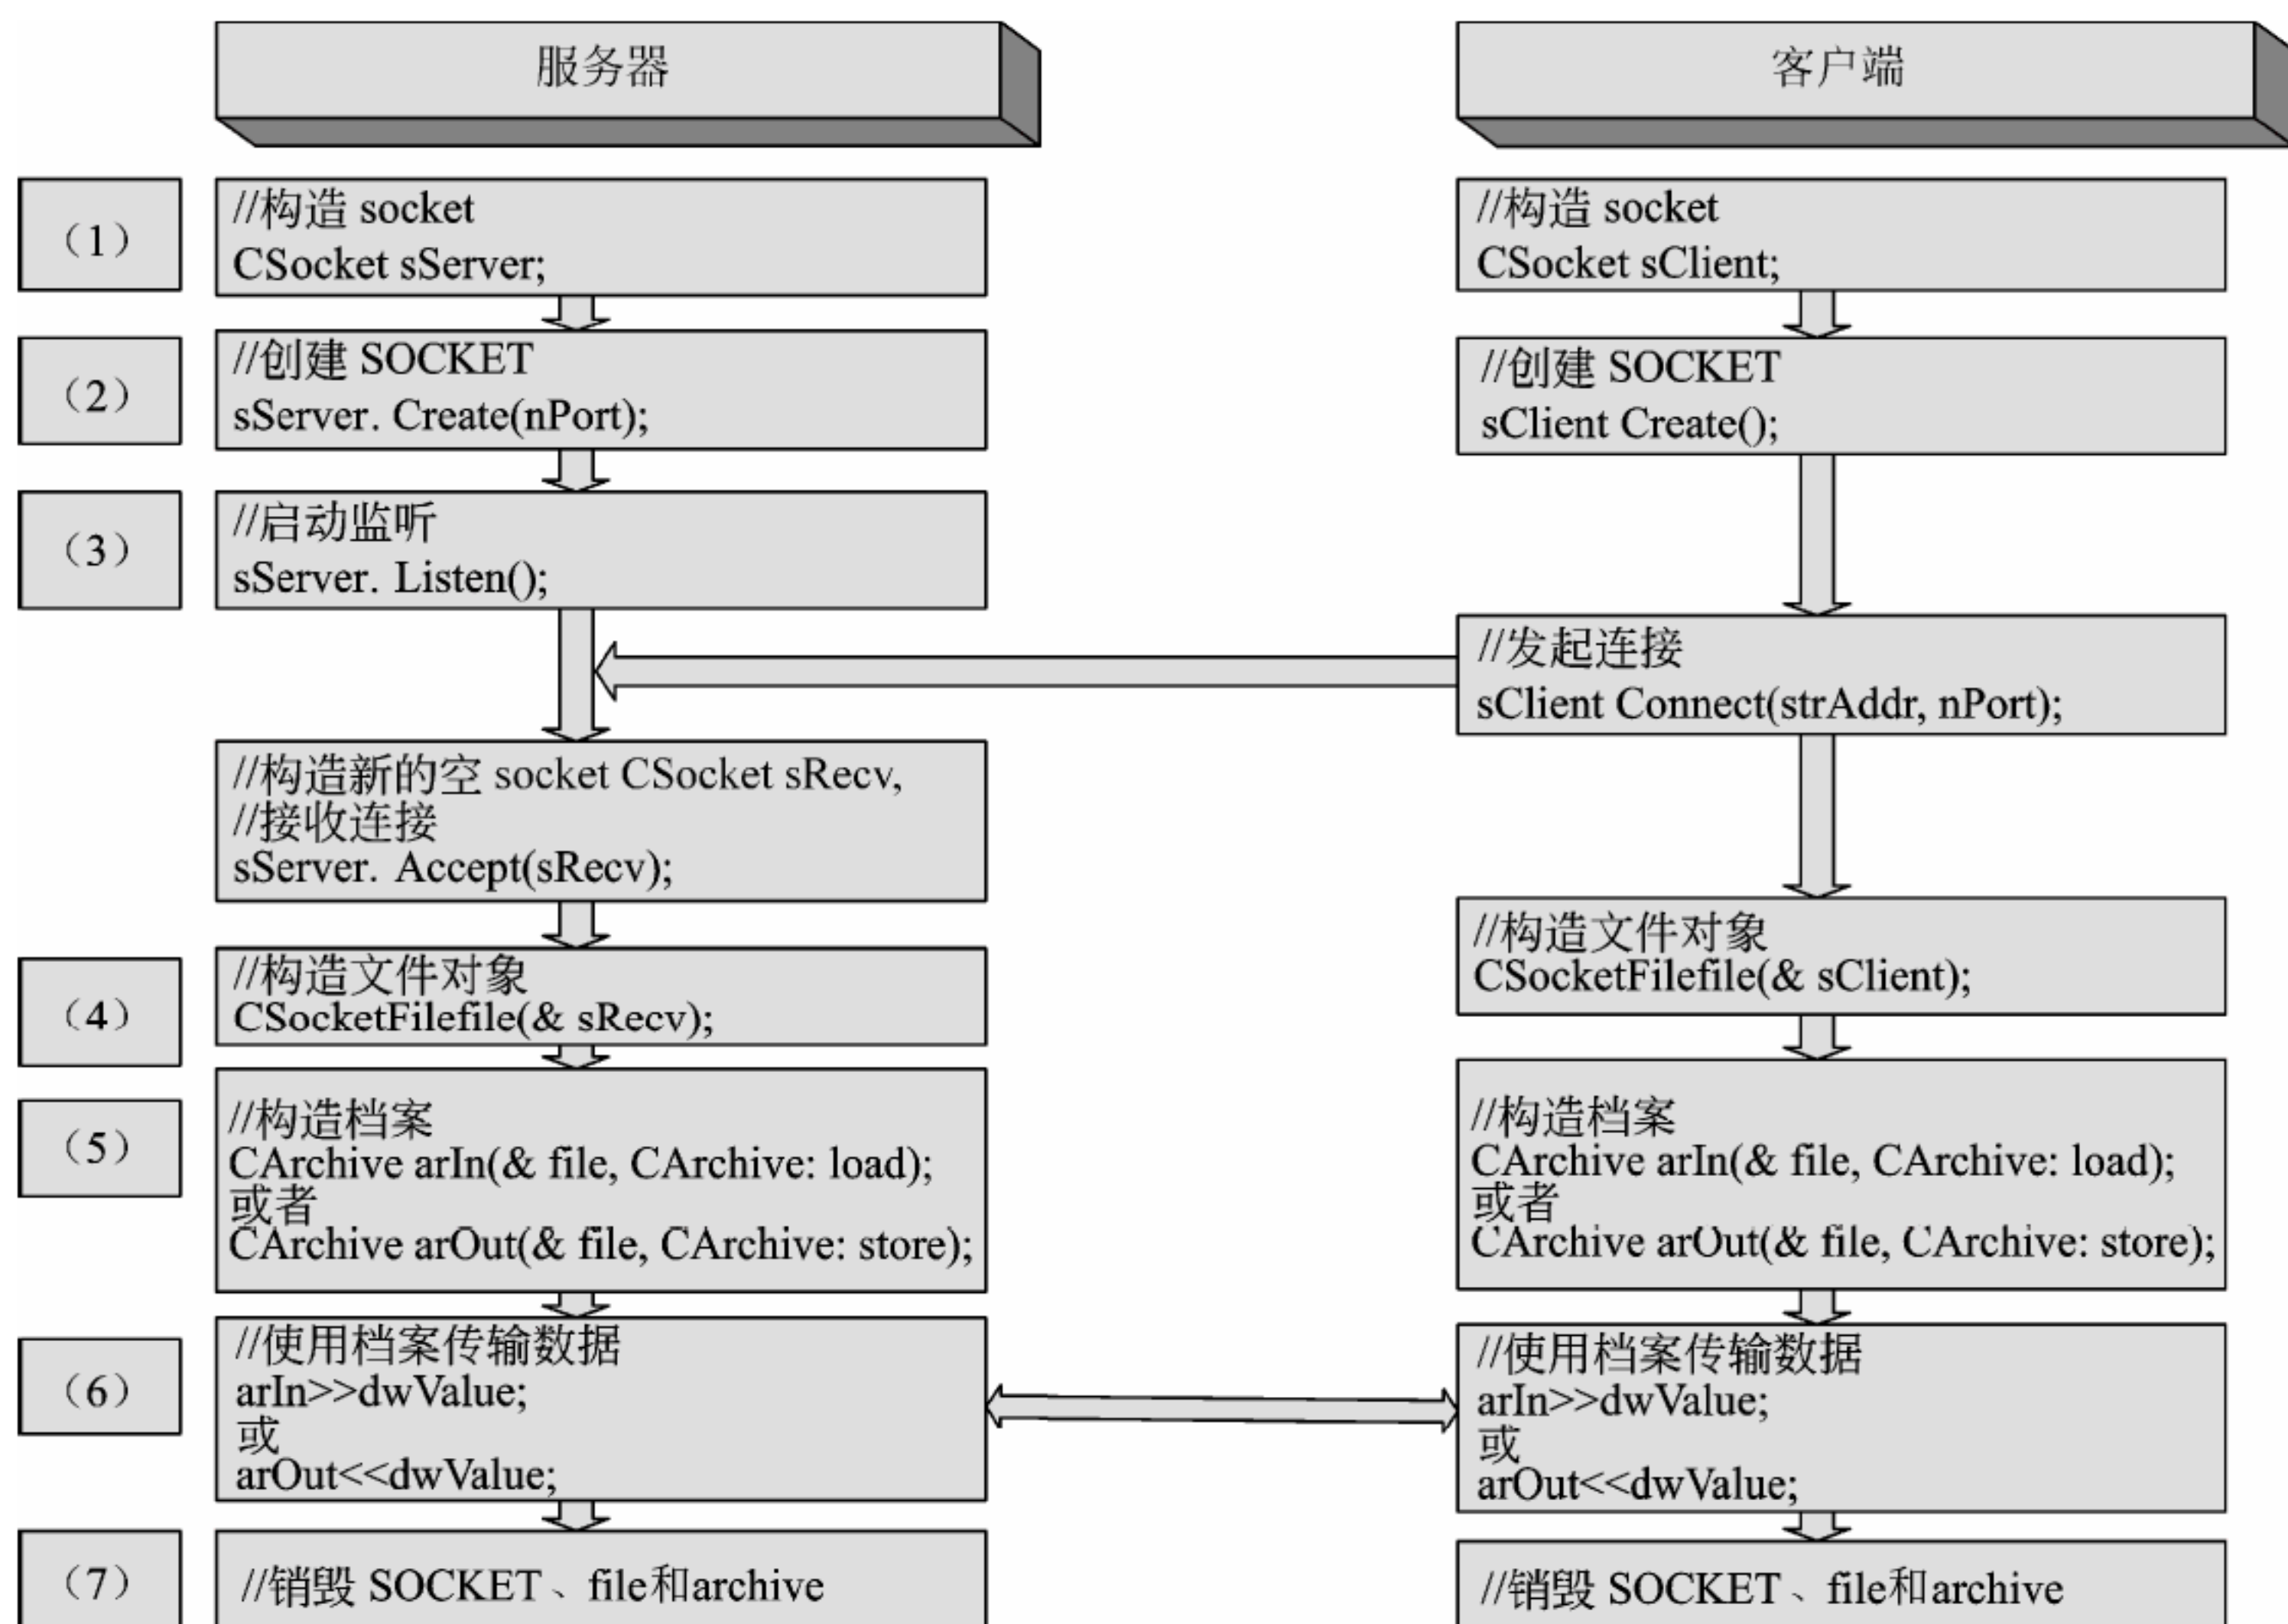 服务器
客户端
(1)
//构造 socket
CSocket sServer;
//构造 socket
CSocket sClient;
(2)
//创建 SOCKET
sServer. Create(nPort);
//创建 SOCKET
sClient Create();
(3)
//启动监听
sServer. Listen();
//发起连接
sClient Connect(strAddr, nPort);
//构造新的空 socket CSocket sRecv,
//接收连接
sServer. Accept(sRecv);
(4)
//构造文件对象
CSocketFilefile(& sRecv);
//构造文件对象
CSocketFilefile(& sClient);
(5)
//构造档案
CArchive arIn(& file, CArchive: load);
或者
CArchive arOut(& file, CArchive: store);
//构造档案
CArchive arIn(& file, CArchive: load);
或者
CArchive arOut(& file, CArchive: store);
(6)
//使用档案传输数据
arIn>>dwValue;
或
arOut<<dwValue;
//使用档案传输数据
arIn>>dwValue;
或
arOut<<dwValue;
(7)
//销毁 SOCKET、file和archive
//销毁 SOCKET、file和archive